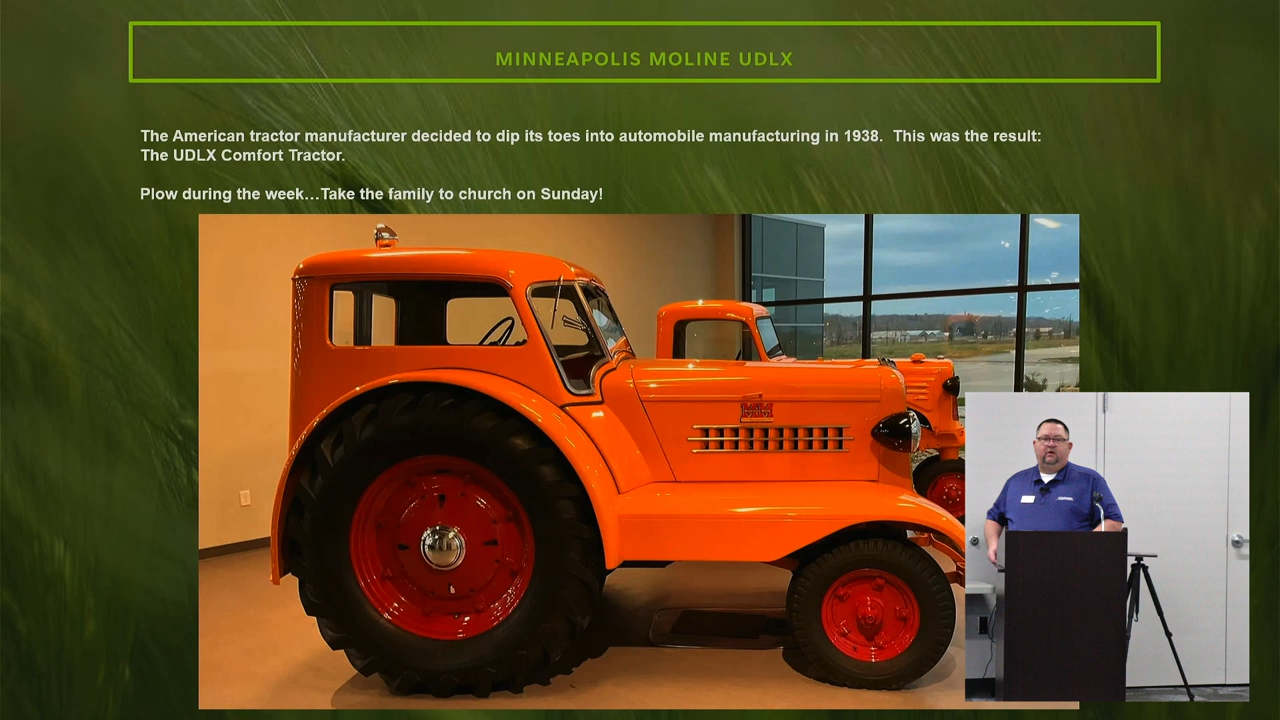 MINNEAPOLIS MOLINE UDLX
The American tractor manufacturer decided to dip its toes into automobile manufacturing in 1938.  This was the result:
The UDLX Comfort Tractor.
Plow during the week…Take the family to church on Sunday!
MM